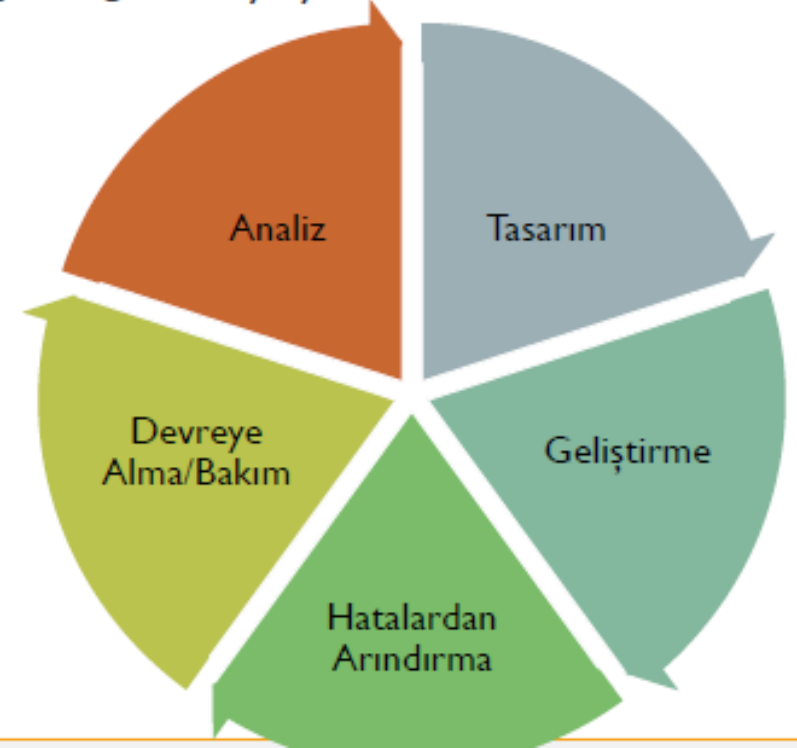 Analiz
Tasarım
Geliştirme
Hatalardan
Arındırma
Devreye
Alma/Bakım